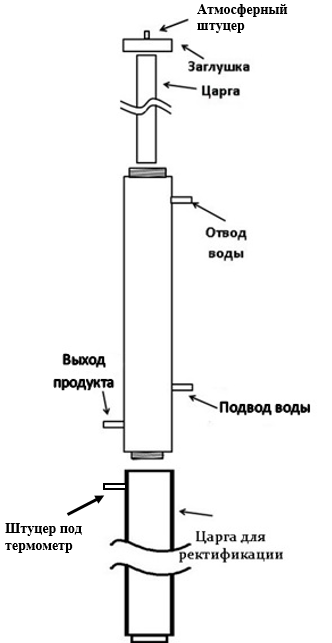 Атмосферный
штуцер
Заглушка
Царга
Отвод
воды
Выход
продукта
Подвод воды
Штуцер под
термометр
Царга для
ректификации